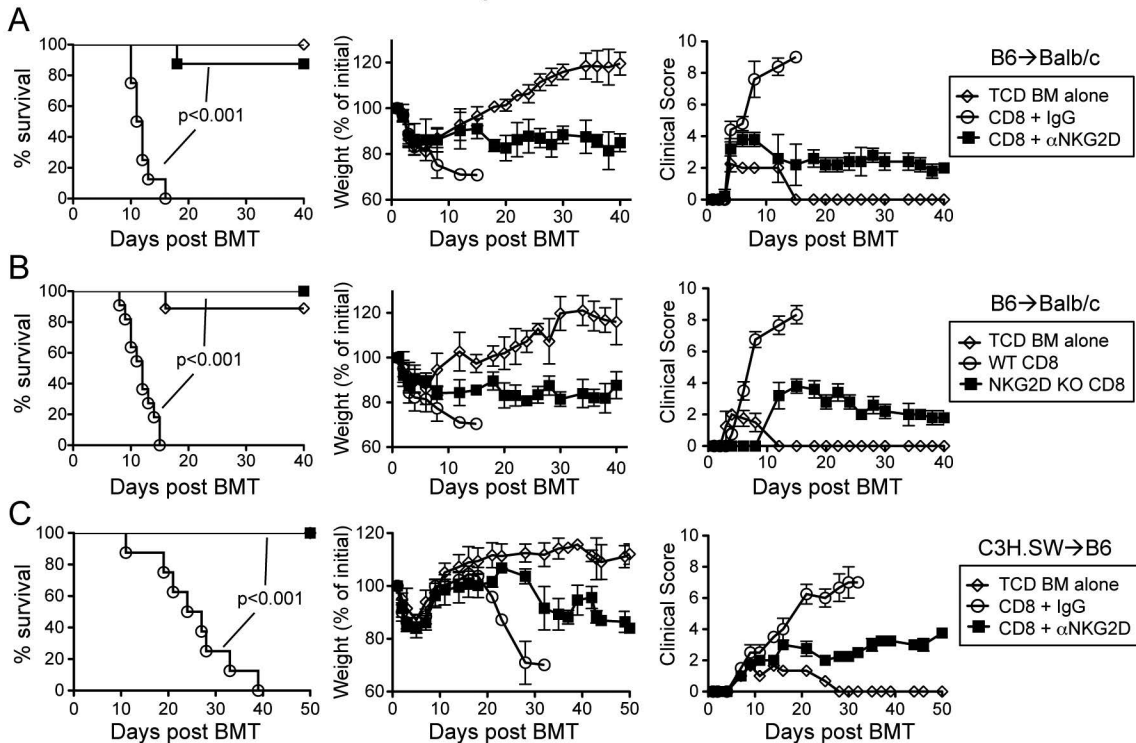 A
% survival
100
80
60
40
20
0
p<0.001
0 10 20 30 40
Days post BMT
Weight (% of initial)
140
120
100
80
60
0 10 20 30 40
Days post BMT
Clinical Score
10
8
6
4
2
0
0 10 20 30 40
Days post BMT
B6→Balb/c
TCD BM alone
CD8 + IgG
CD8 + αNKG2D
B
% survival
100
80
60
40
20
0
p<0.001
0 10 20 30 40
Days post BMT
Weight (% of initial)
140
120
100
80
60
0 10 20 30 40
Days post BMT
Clinical Score
10
8
6
4
2
0
0 10 20 30 40
Days post BMT
B6→Balb/c
TCD BM alone
WT CD8
NKG2D KO CD8
C
% survival
100
80
60
40
20
0
p<0.001
0 10 20 30 40 50
Days post BMT
Weight (% of initial)
120
100
80
60
0 10 20 30 40 50
Days post BMT
Clinical Score
10
8
6
4
2
0
0 10 20 30 40 50
Days post BMT
C3H.SW→B6
TCD BM alone
CD8 + IgG
CD8 + αNKG2D